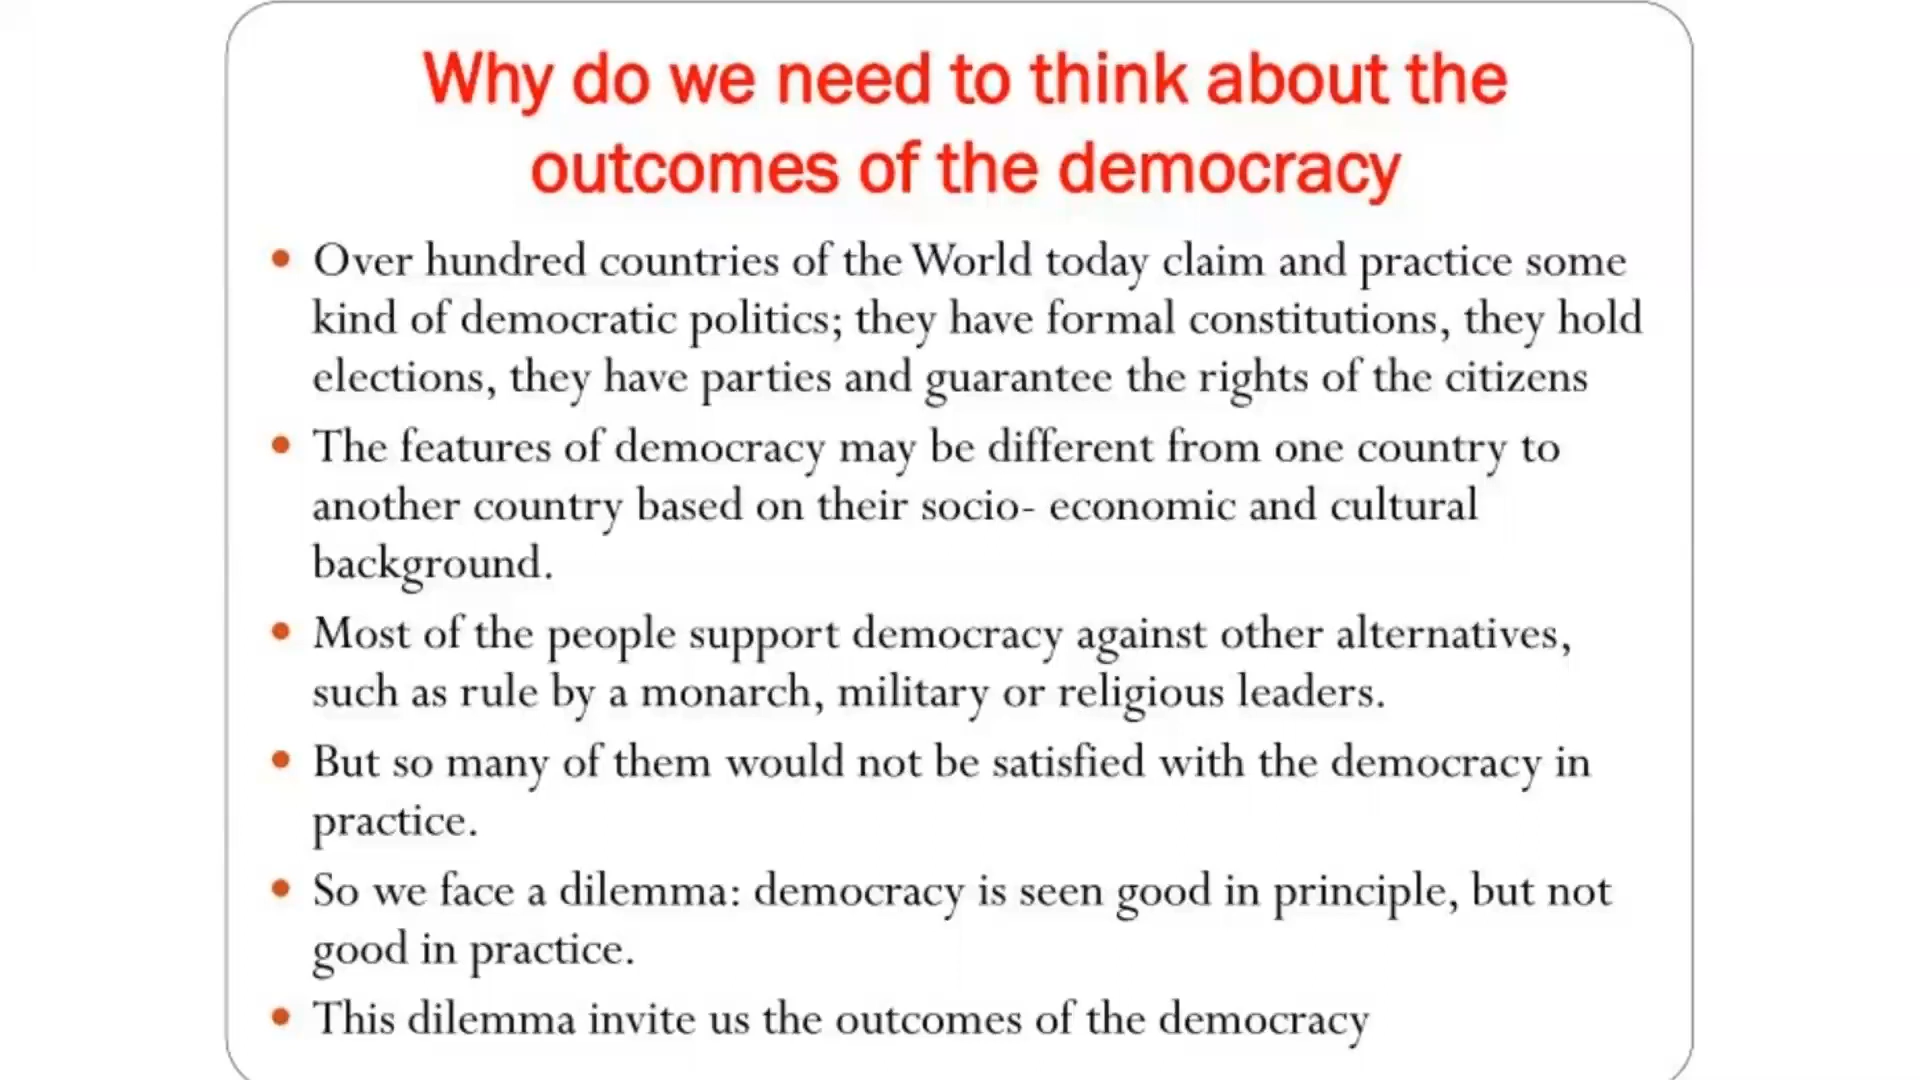 Why do we need to think about the
outcomes of the democracy
• Over hundred countries of the World today claim and practice some
kind of democratic politics; they have formal constitutions, they hold
elections, they have parties and guarantee the rights of the citizens
• The features of democracy may be different from one country to
another country based on their socio- economic and cultural
background.
• Most of the people support democracy against other alternatives,
such as rule by a monarch, military or religious leaders.
• But so many of them would not be satisfied with the democracy in
practice.
• So we face a dilemma: democracy is seen good in principle, but not
good in practice.
• This dilemma invite us the outcomes of the democracy